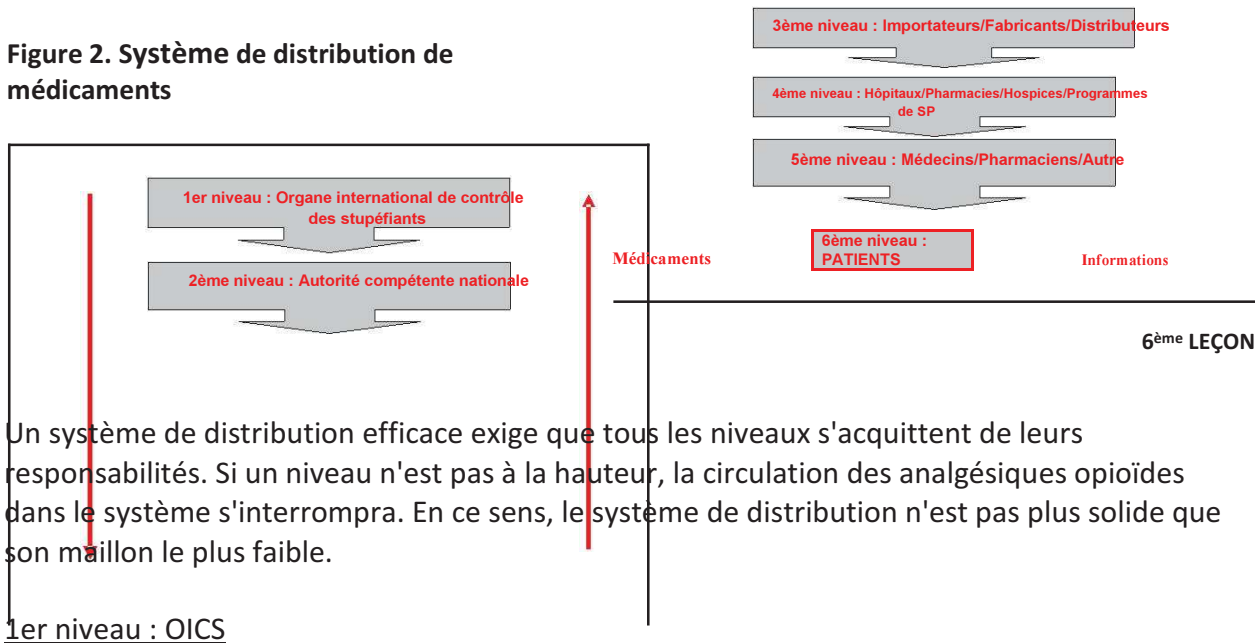 Figure 2. Système de distribution de
médicaments
1er niveau : Organe international de contrôle
des stupéfiants
2ème niveau : Autorité compétente nationale
3ème niveau : Importateurs/Fabricants/Distributeurs
4ème niveau : Hôpitaux/Pharmacies/Hospices/Programmes
de SP
5ème niveau : Médecins/Pharmaciens/Autre
6ème niveau :
PATIENTS
Médicaments
Informations
6ème LEÇON
Un système de distribution efficace exige que tous les niveaux s'acquittent de leurs
responsabilités. Si un niveau n'est pas à la hauteur, la circulation des analgésiques opioïdes
dans le système s'interrompra. En ce sens, le système de distribution n'est pas plus solide que
son maillon le plus faible.
1er niveau : OICS